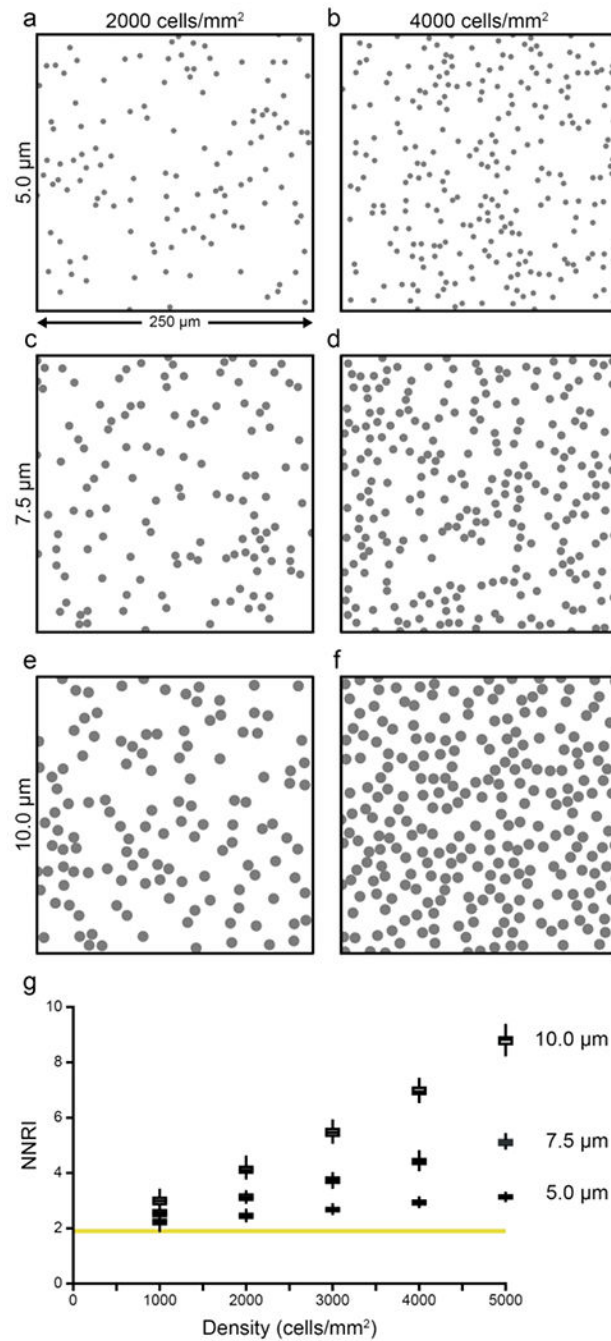 a
2000 cells/mm²
b
4000 cells/mm²
5.0 µm
250 µm
c
d
7.5 µm
e
f
10.0 µm
g
10
8
6
4
2
0
NNRI
10.0 µm
7.5 µm
5.0 µm
0
1000
2000
3000
4000
5000
Density (cells/mm²)